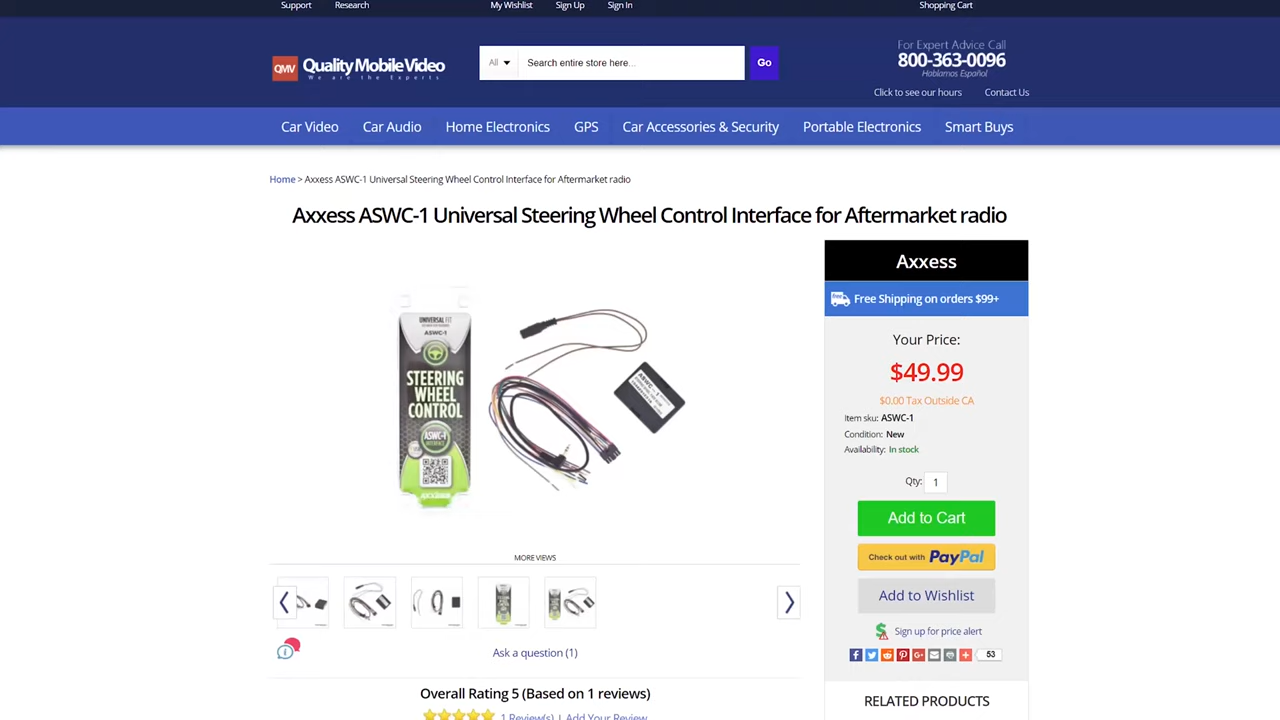 Support Research My Wishlist Sign Up Sign In Shopping Cart
QMV Quality Mobile Video
We are the Experts
All Search entire store here... Go
For Expert Advice Call
800-363-0096
Hablamos Español
Click to see our hours Contact Us
Car Video Car Audio Home Electronics GPS Car Accessories & Security Portable Electronics Smart Buys
Home > Axxess ASWC-1 Universal Steering Wheel Control Interface for Aftermarket radio
Axxess ASWC-1 Universal Steering Wheel Control Interface for Aftermarket radio
UNIVERSAL FIT
ASWC-1
STEERING
WHEEL
CONTROL
ASWC-1
INTERFACE
axxess
ASWC-1
MORE VIEWS
Ask a question (1)
Overall Rating 5 (Based on 1 reviews)
1 Review(s) | Add Your Review
Axxess
Free Shipping on orders $99+
Your Price:
$49.99
$0.00 Tax Outside CA
Item sku: ASWC-1
Condition: New
Availability: In stock
Qty: 1
Add to Cart
Check out with PayPal
Add to Wishlist
Sign up for price alert
53
RELATED PRODUCTS